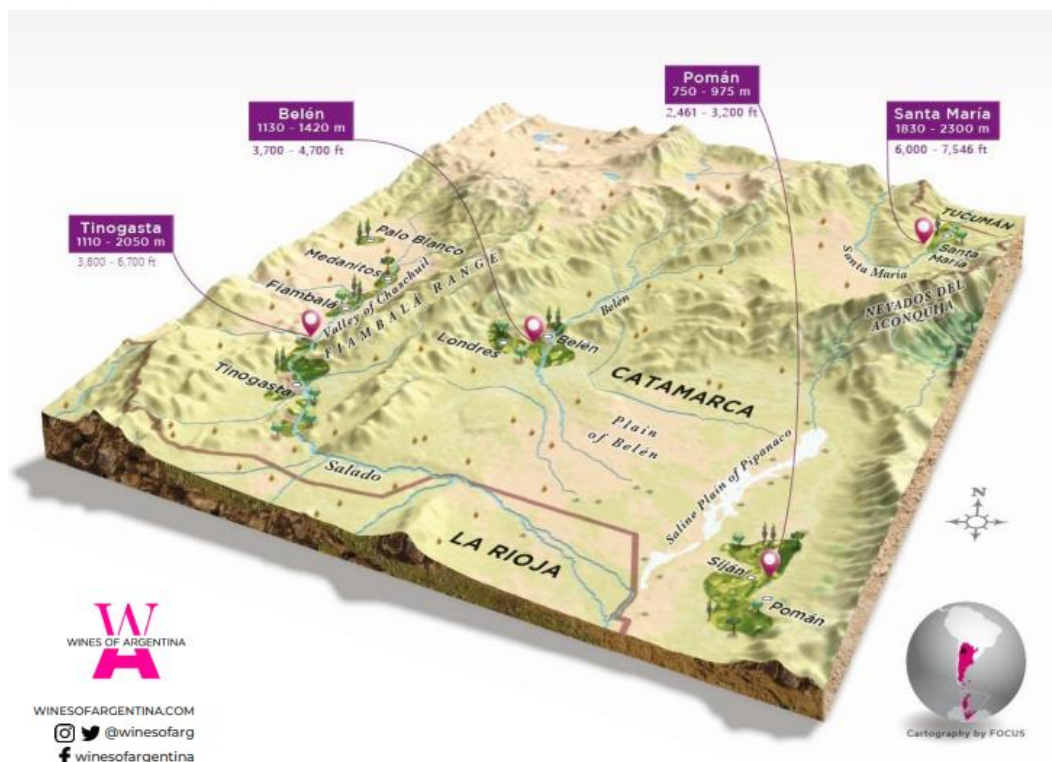 Pomán
750 - 975 m
2,461 - 3,200 ft
Belén
1130 - 1420 m
3,700 - 4,700 ft
Santa María
1830 - 2300 m
6,000 - 7,546 ft
Tinogasta
1110 - 2050 m
3,600 - 6,700 ft
TUCUMÁN
Palo Blanco
Medanitos
Fiambalá
Valley of Chaschuil
FIAMBALÁ RANGE
Santa
María
Santa María
NEVADOS DEL
ACONQUIJA
Belén
Londres
Belén
Tinogasta
CATAMARCA
Plain
of Belén
Saline Plain of Pipanaco
Salado
LA RIOJA
Siján
Pomán
N
W
WINES OF ARGENTINA
A
WINESOFARGENTINA.COM
@winesofarg
winesofargentina
Cartography by FOCUS